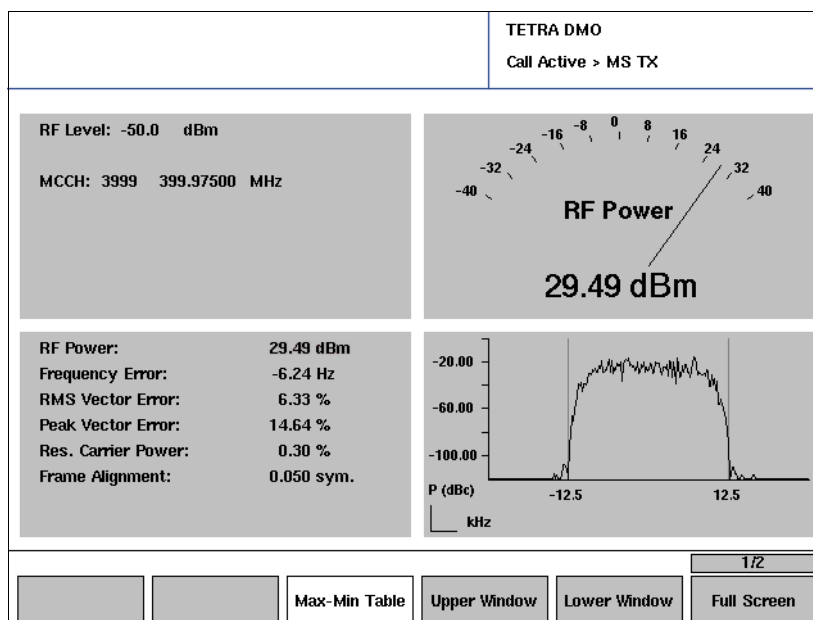 TETRA DMO
Call Active > MS TX
RF Level: -50.0 dBm
MCCH: 3999 399.97500 MHz
-40
-32
-24
-16
-8
0
8
16
24
32
40
RF Power
29.49 dBm
RF Power: 29.49 dBm
Frequency Error: -6.24 Hz
RMS Vector Error: 6.33 %
Peak Vector Error: 14.64 %
Res. Carrier Power: 0.30 %
Frame Alignment: 0.050 sym.
-20.00
-60.00
-100.00
P (dBc)
-12.5 12.5
kHz
1/2
Max-Min Table Upper Window Lower Window Full Screen